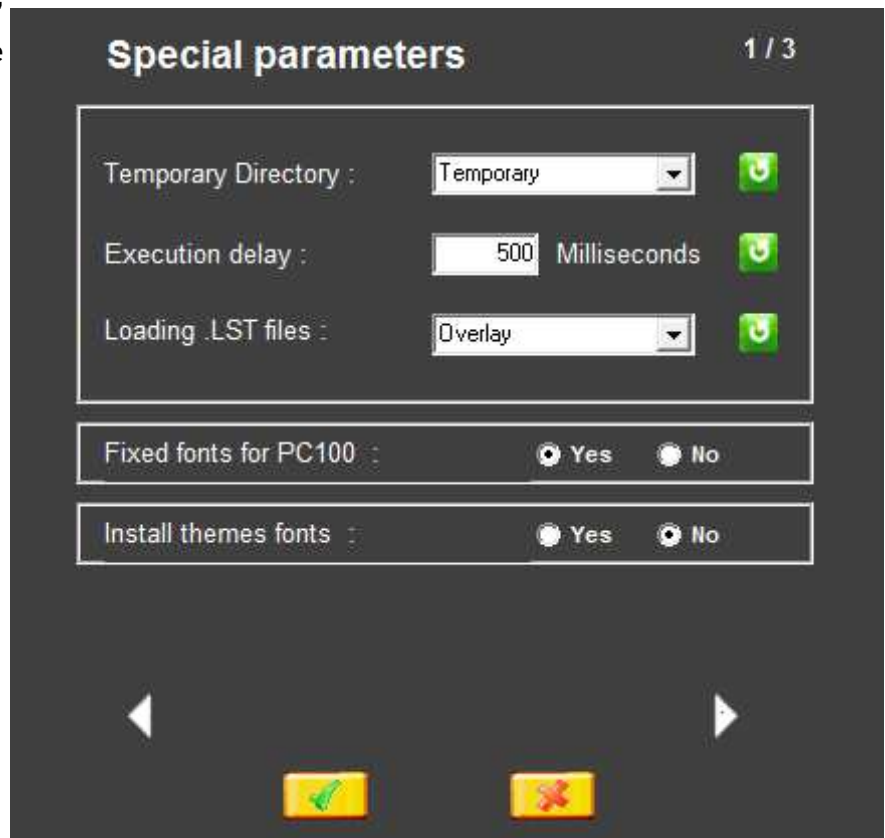 Special parameters 1 / 3
Temporary Directory : Temporary
Execution delay : 500 Milliseconds
Loading .LST files : Overlay
Fixed fonts for PC100 : Yes No
Install themes fonts : Yes No